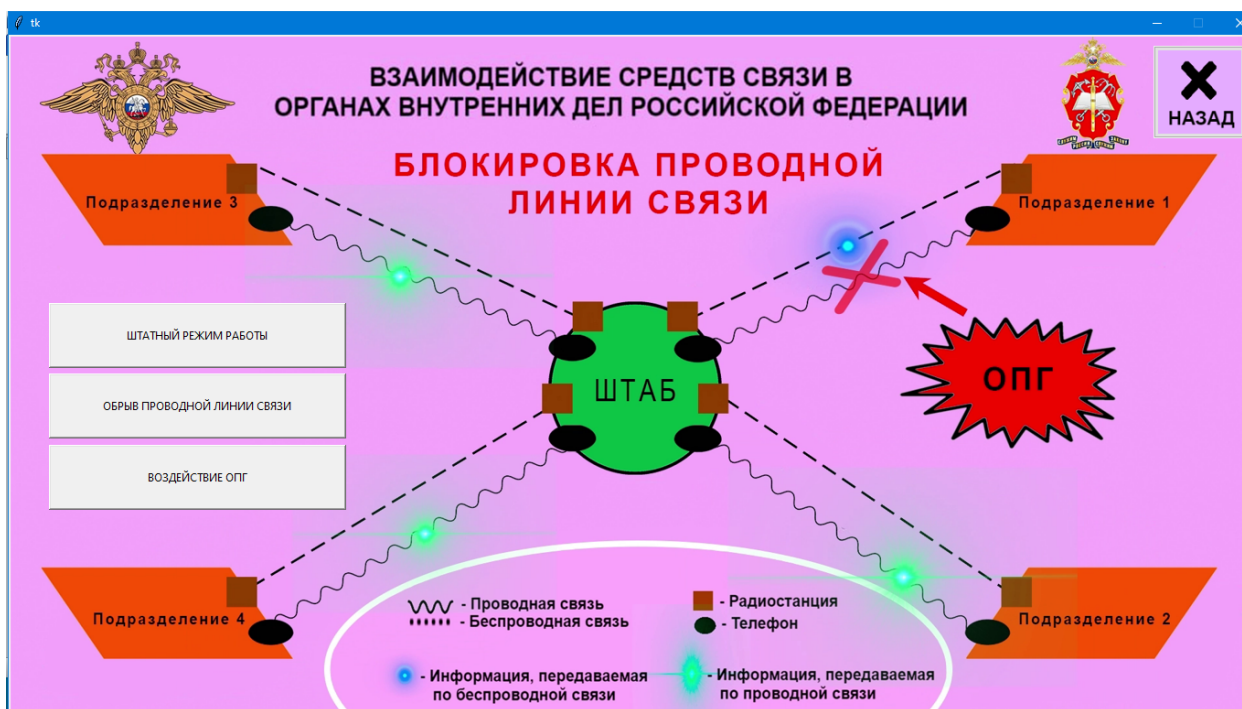 tk
ВЗАИМОДЕЙСТВИЕ СРЕДСТВ СВЯЗИ В
ОРГАНАХ ВНУТРЕННИХ ДЕЛ РОССИЙСКОЙ ФЕДЕРАЦИИ
НАЗАД
БЛОКИРОВКА ПРОВОДНОЙ
ЛИНИИ СВЯЗИ
Подразделение 3
Подразделение 1
ШТАТНЫЙ РЕЖИМ РАБОТЫ
ОБРЫВ ПРОВОДНОЙ ЛИНИИ СВЯЗИ
ВОЗДЕЙСТВИЕ ОПГ
ШТАБ
ОПГ
Подразделение 4
Подразделение 2
- Проводная связь
- Беспроводная связь
- Радиостанция
- Телефон
- Информация, передаваемая
по беспроводной связи
- Информация, передаваемая
по проводной связи